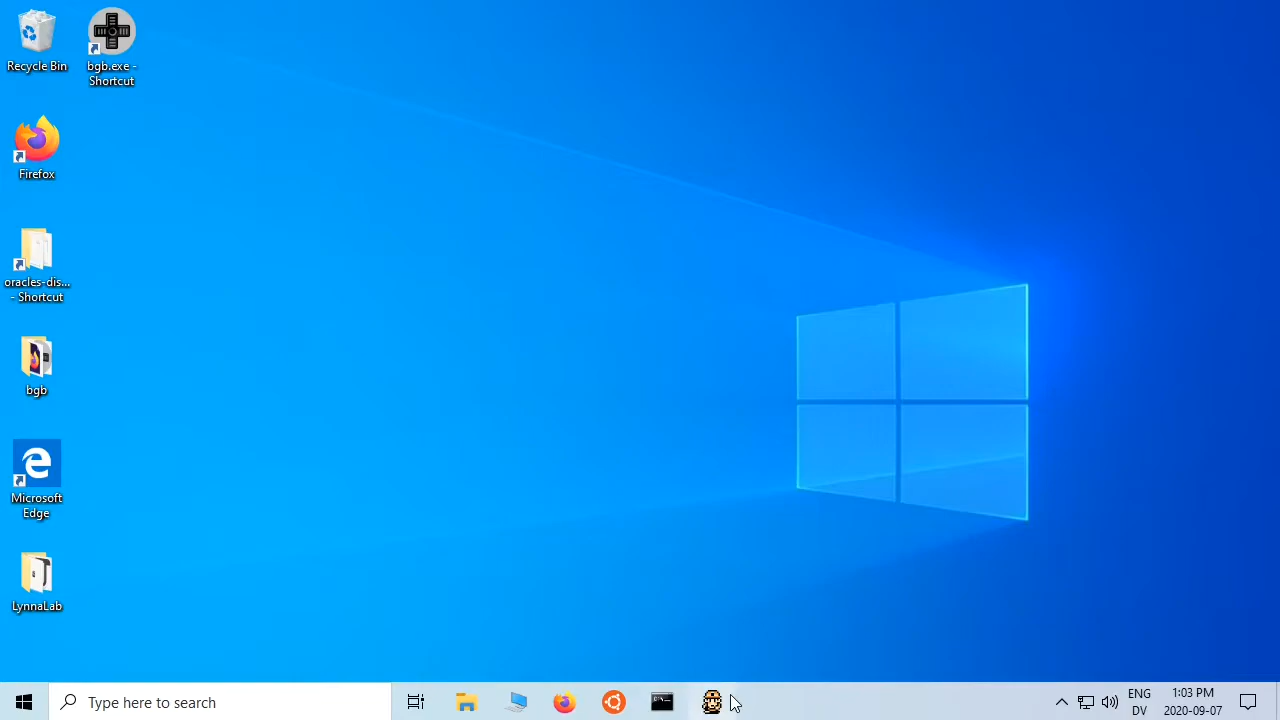 Recycle Bin
bgb.exe -
Shortcut
Firefox
oracles-dis...
- Shortcut
bgb
Microsoft
Edge
LynnaLab
Type here to search
ENG
DV
1:03 PM
2020-09-07